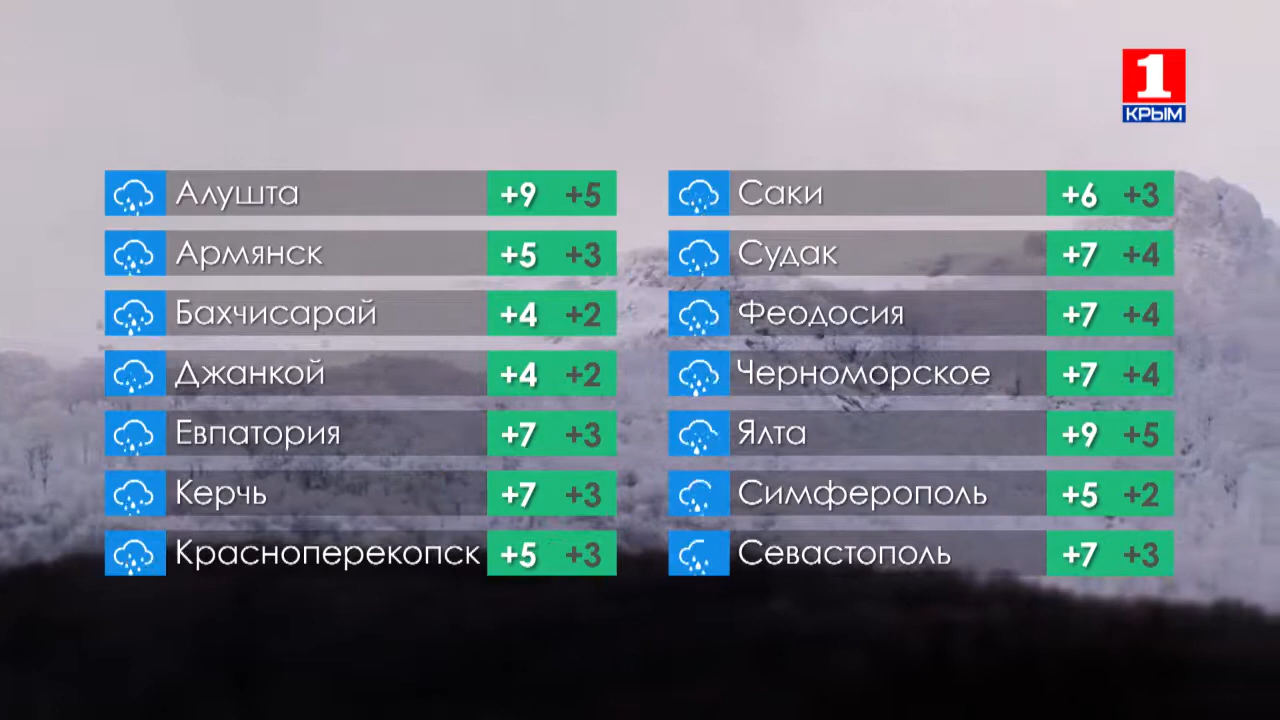 1
КРЫМ
Алушта +9 +5
Армянск +5 +3
Бахчисарай +4 +2
Джанкой +4 +2
Евпатория +7 +3
Керчь +7 +3
Красноперекопск +5 +3
Саки +6 +3
Судак +7 +4
Феодосия +7 +4
Черноморское +7 +4
Ялта +9 +5
Симферополь +5 +2
Севастополь +7 +3